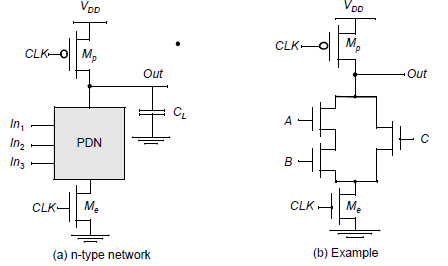 V_DD
CLK
M_p
Out
In_1
In_2
In_3
PDN
C_L
CLK
M_e
(a) n-type network
V_DD
CLK
M_p
Out
A
B
C
CLK
M_e
(b) Example